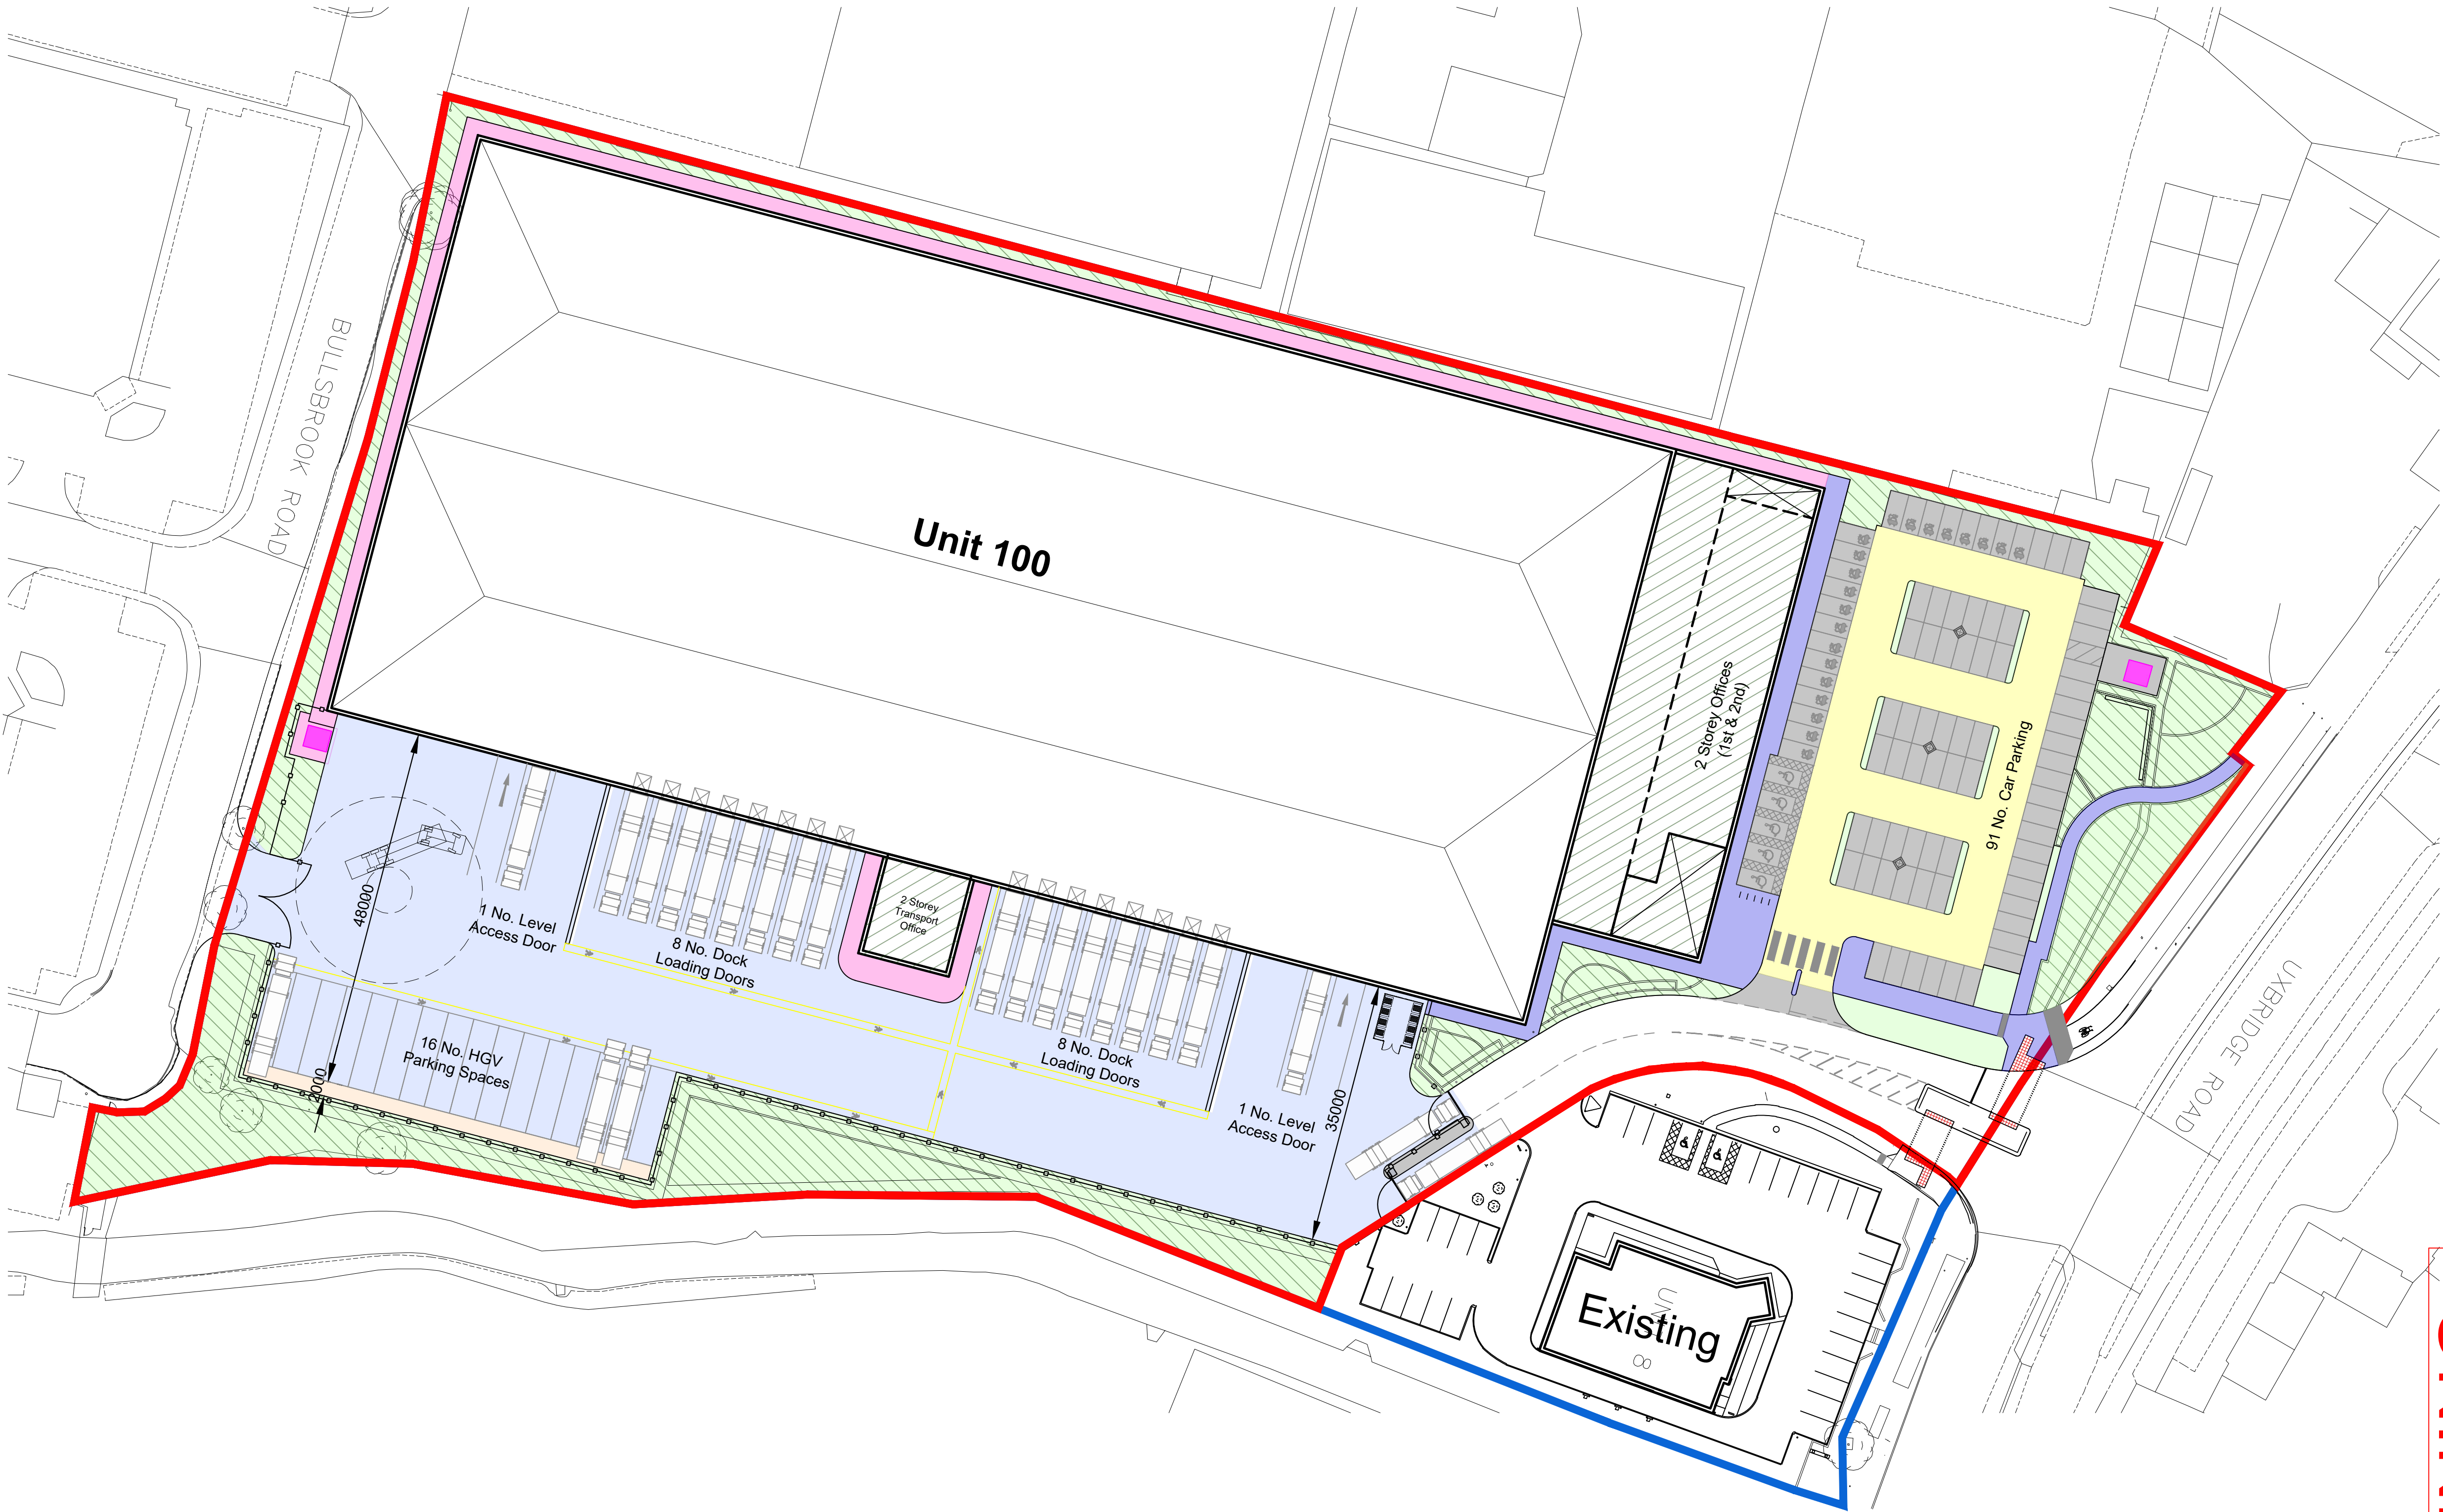 BULLSBROOK ROAD
Unit 100
2 Storey Offices
(1st & 2nd)
91 No. Car Parking
48000
1 No. Level
Access Door
8 No. Dock
Loading Doors
2 Storey
Transport
Office
16 No. HGV
Parking Spaces
2000
8 No. Dock
Loading Doors
1 No. Level
Access Door
35000
UXBRIDGE ROAD
Existing